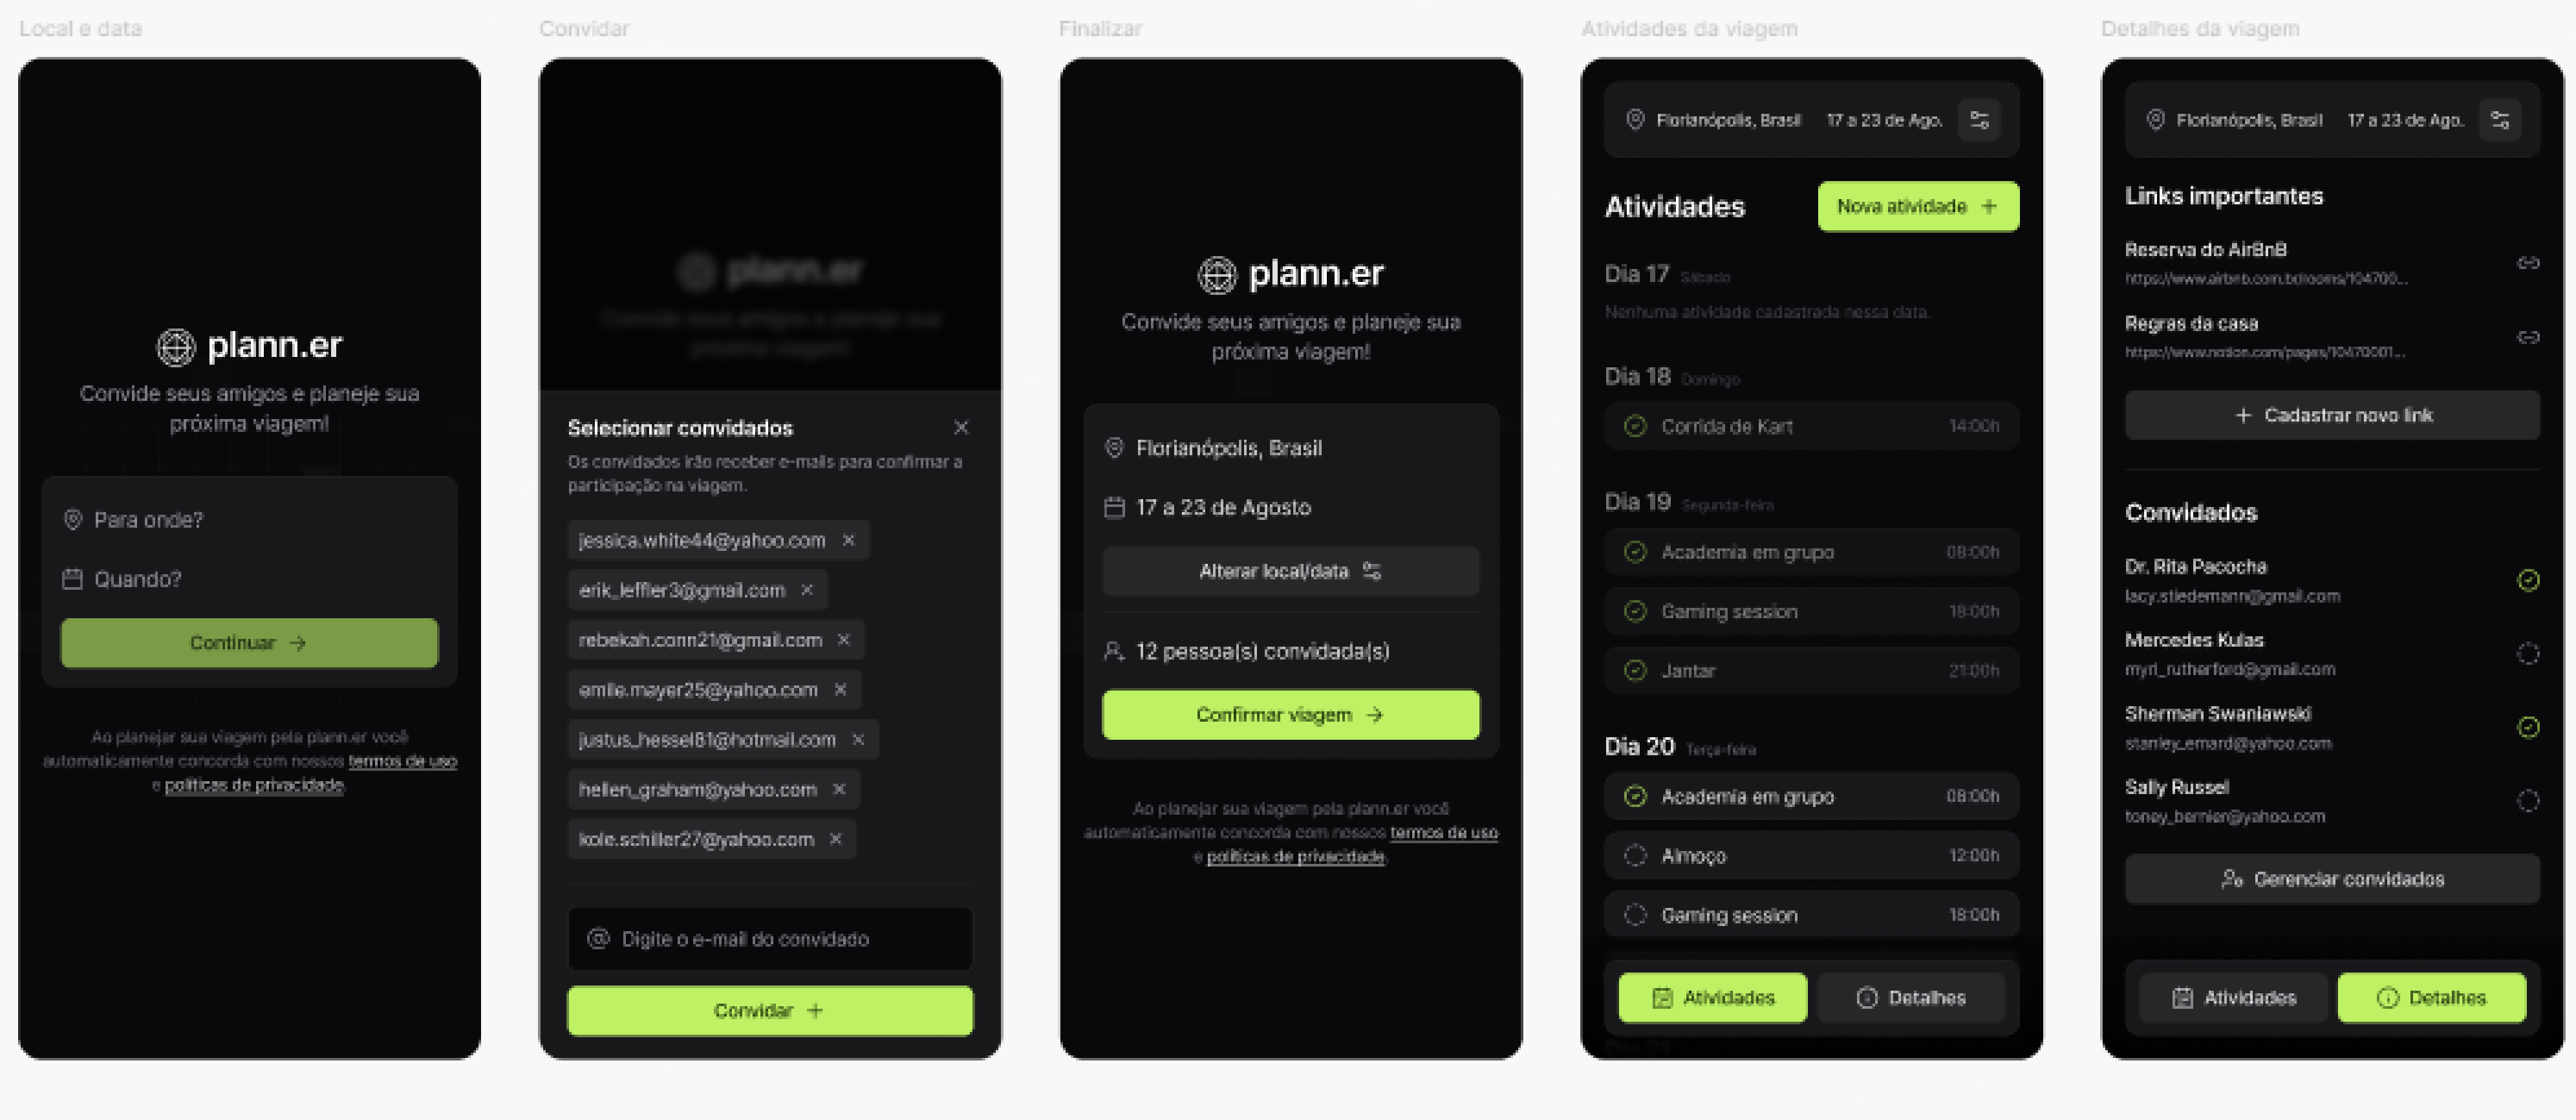 Local e data
plann.er
Convide seus amigos e planeje sua
próxima viagem!
Para onde?
Quando?
Continuar
Ao planejar sua viagem pela plann.er você
automaticamente concorda com nossos termos de uso
e políticas de privacidade.
Convidar
plann.er
Convide seus amigos e planeje sua
próxima viagem!
Selecionar convidados
Os convidados irão receber e-mails para confirmar a
participação na viagem.
jessica.white44@yahoo.com
erik_leffler3@gmail.com
rebekah.conn21@gmail.com
emile.mayer25@yahoo.com
justus_hessel81@hotmail.com
hellen_graham@yahoo.com
kole.schiller27@yahoo.com
Digite o e-mail do convidado
Convidar
Finalizar
plann.er
Convide seus amigos e planeje sua
próxima viagem!
Florianópolis, Brasil
17 a 23 de Agosto
Alterar local/data
12 pessoa(s) convidada(s)
Confirmar viagem
Ao planejar sua viagem pela plann.er você
automaticamente concorda com nossos termos de uso
e políticas de privacidade.
Atividades da viagem
Florianópolis, Brasil 17 a 23 de Ago.
Atividades Nova atividade
Dia 17 Sábado
Nenhuma atividade cadastrada nessa data.
Dia 18 Domingo
Corrida de Kart 14:00h
Dia 19 Segunda-feira
Academia em grupo 08:00h
Gaming session 18:00h
Jantar 21:00h
Dia 20 Terça-feira
Academia em grupo 08:00h
Almoço 12:00h
Gaming session 18:00h
Atividades Detalhes
Dia 21
Detalhes da viagem
Florianópolis, Brasil 17 a 23 de Ago.
Links importantes
Reserva do AirBnB
https://www.airbnb.com.br/rooms/104700...
Regras da casa
https://www.notion.com/pages/10470001...
Cadastrar novo link
Convidados
Dr. Rita Pacocha
lacy.stiedemann@gmail.com
Mercedes Kulas
myrl_rutherford@gmail.com
Sherman Swaniawski
stanley_emard@yahoo.com
Sally Russel
toney_bernier@yahoo.com
Gerenciar convidados
Atividades Detalhes